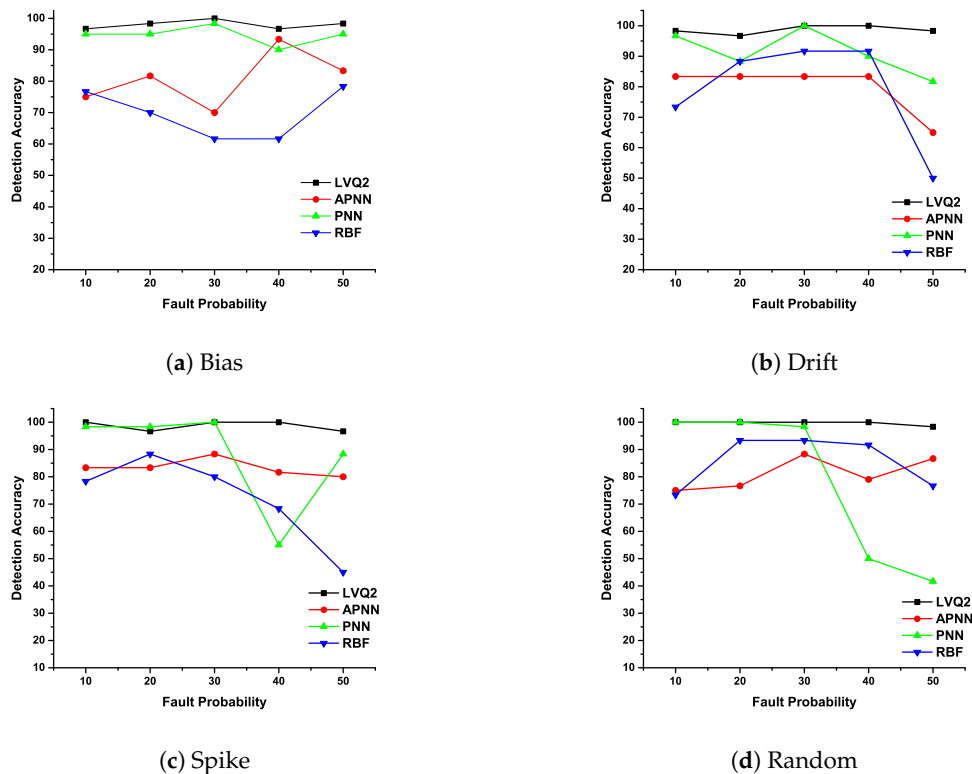 100
90
80
70
60
50
40
30
20
Detection Accuracy
10 20 30 40 50
Fault Probability
LVQ2
APNN
PNN
RBF
(a) Bias
100
90
80
70
60
50
40
30
20
Detection Accuracy
10 20 30 40 50
Fault Probability
LVQ2
APNN
PNN
RBF
(b) Drift
100
90
80
70
60
50
40
30
20
10
Detection Accuracy
10 20 30 40 50
Fault Probability
LVQ2
APNN
PNN
RBF
(c) Spike
100
90
80
70
60
50
40
30
20
10
Detection Accuracy
10 20 30 40 50
Fault Probability
LVQ2
APNN
PNN
RBF
(d) Random